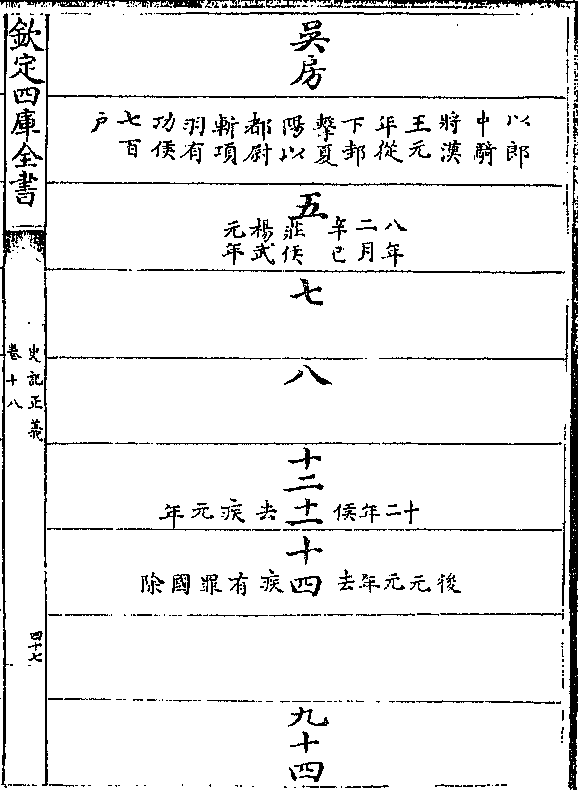 吳房
以郎
中騎
將漢
王元
年從
下邽
擊夏
陽以
都尉
斬項
羽有
功侯
七百
戶
五
八年
二月
辛巳
莊侯
楊武
元年
七
八
十二
十一
十二年侯去疾元年
十四
後元元年去疾有罪國除
九十四
欽定四庫全書
史記正義
卷十八
四十七